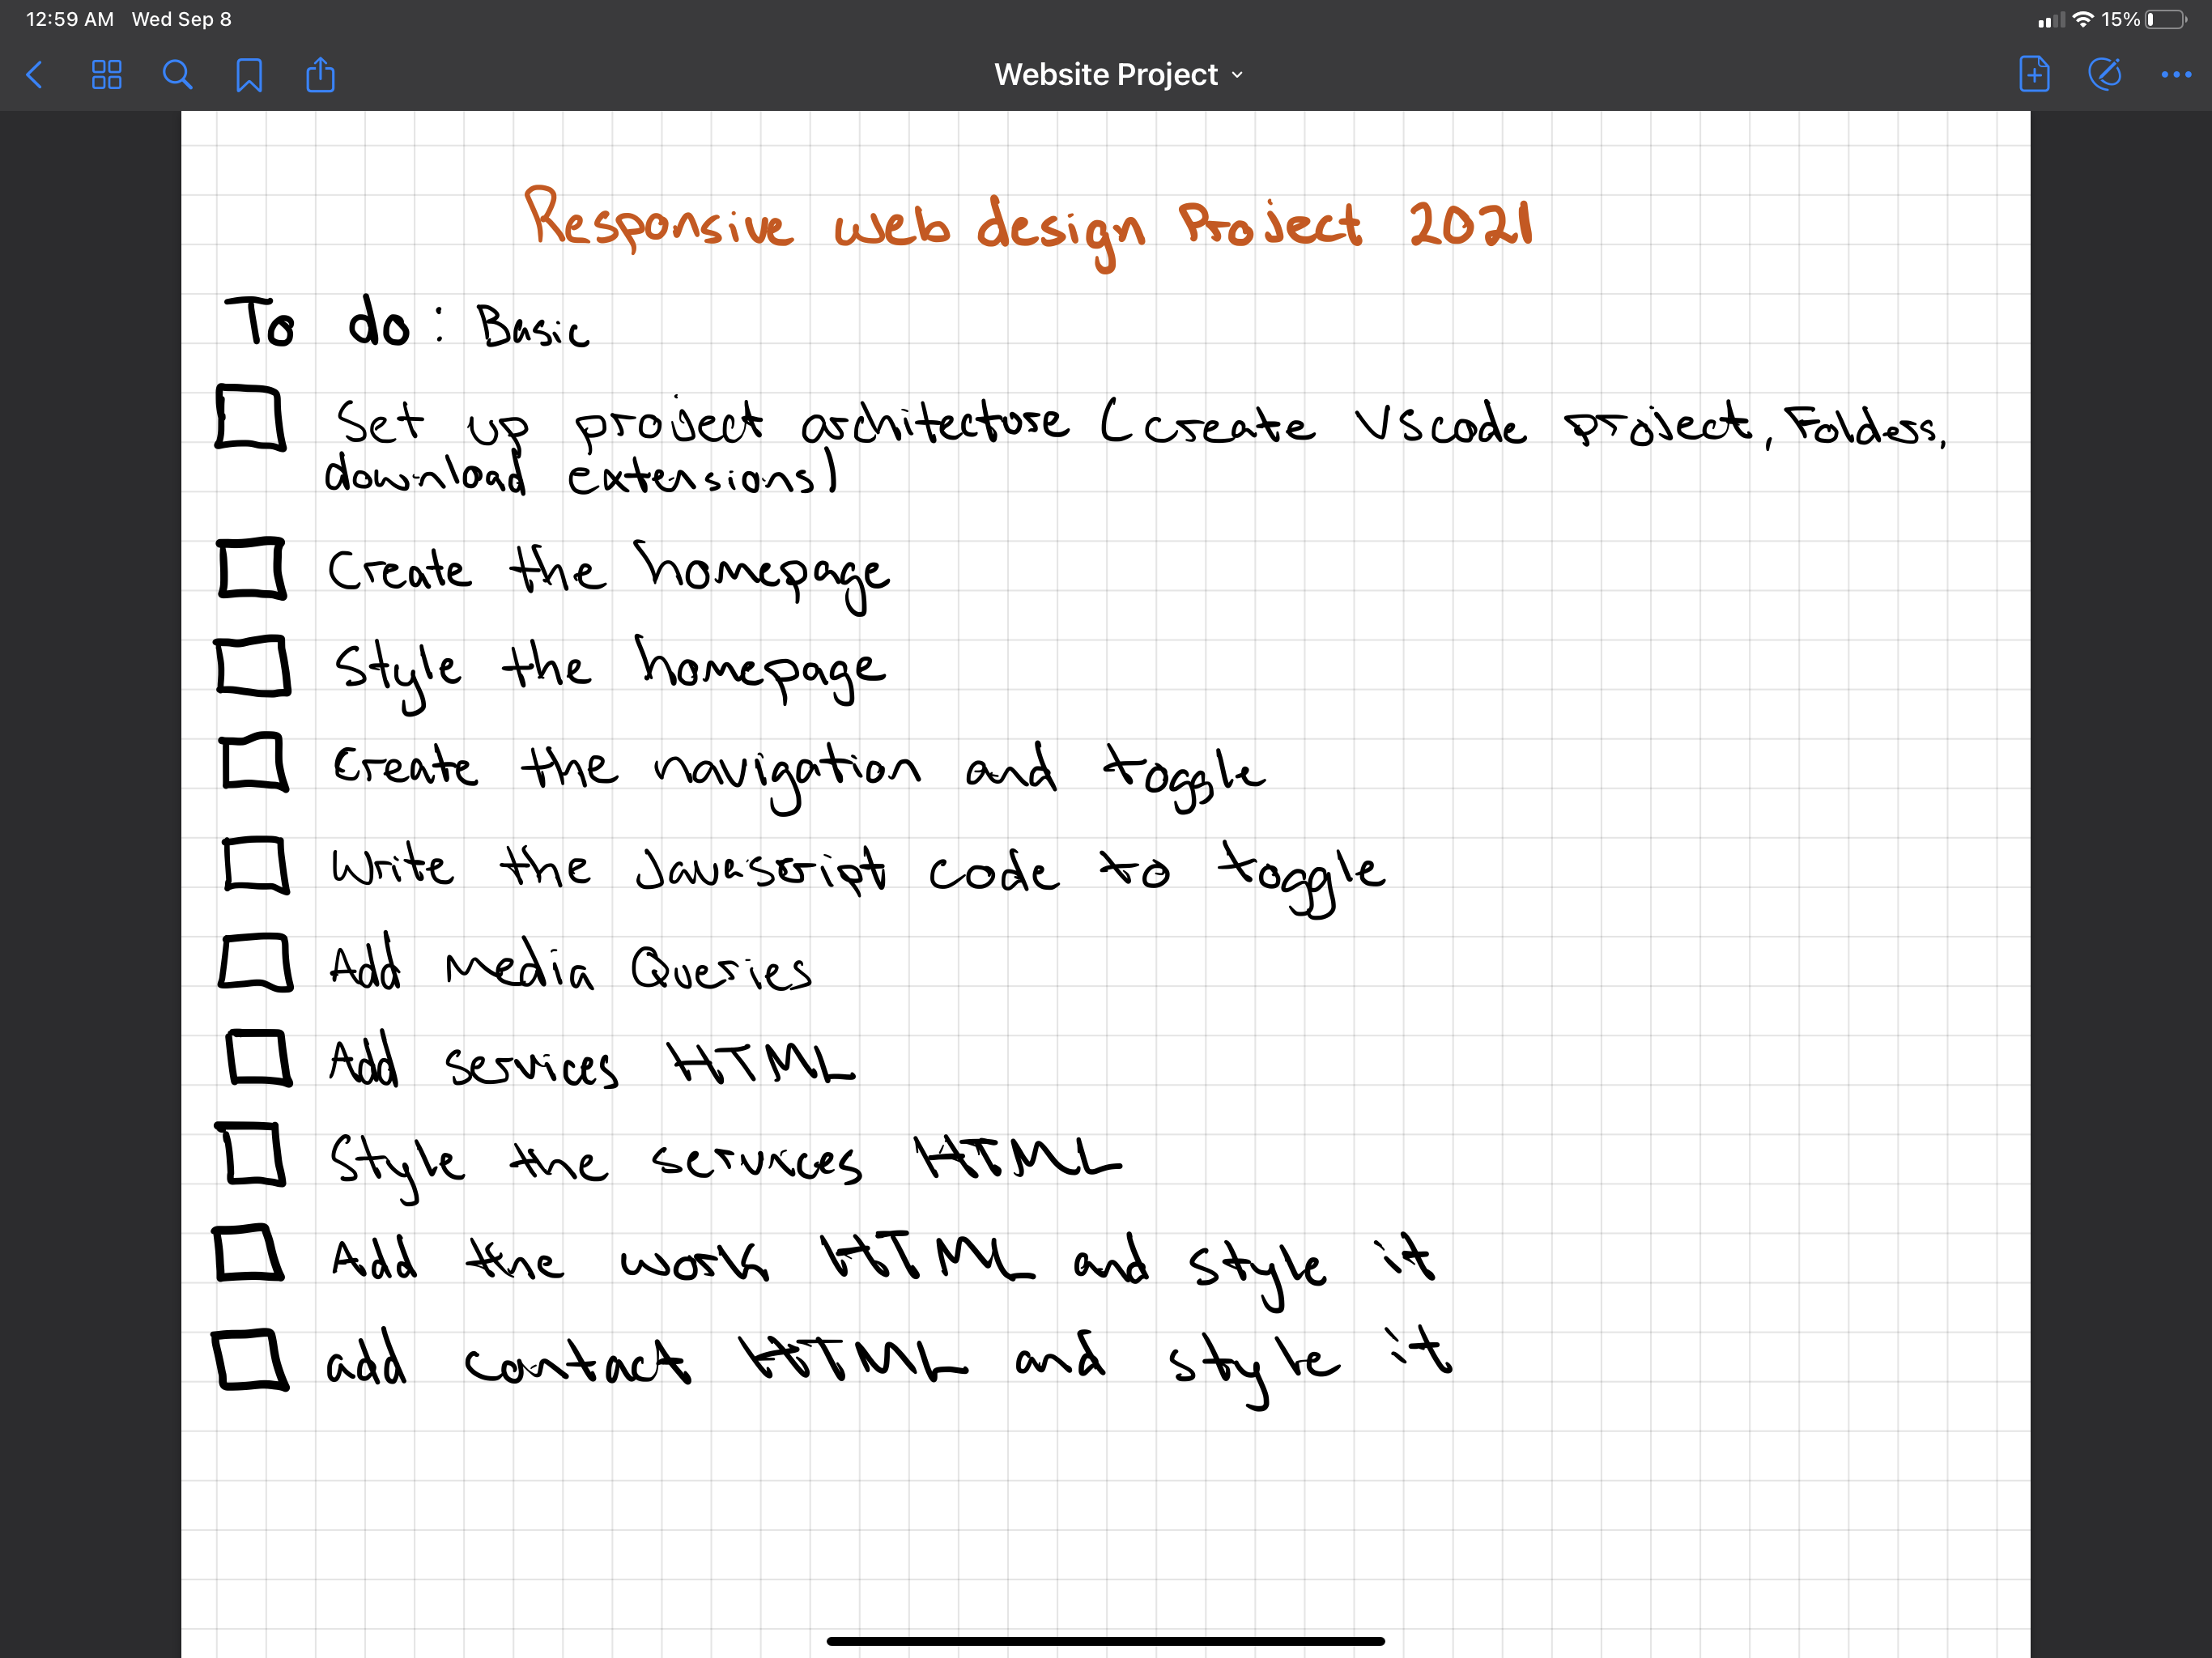 12:59 AM Wed Sep 8
15%
Website Project
Responsive web design Project 2021
To do: Basic
Set up project architecture (create VScode project, Folders,
download extensions)
Create the homepage
Style the homepage
Create the navigation and toggle
Write the Javascript code to toggle
Add Media Queries
Add services HTML
Style the services HTML
Add the work HTML and style it
add contact HTML and style it